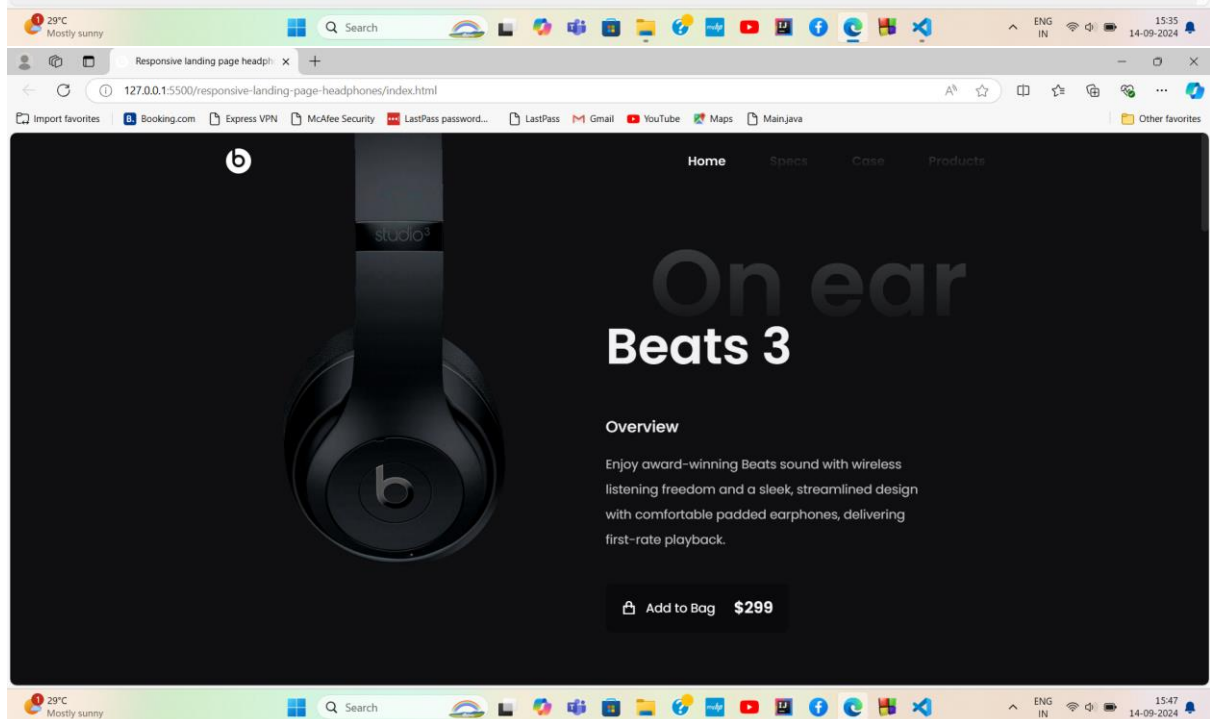 1
29°C
Mostly sunny
Search
ENG
IN
15:35
14-09-2024
Responsive landing page headph
127.0.0.1:5500/responsive-landing-page-headphones/index.html
Import favorites
B. Booking.com
Express VPN
McAfee Security
LastPass password...
LastPass
Gmail
YouTube
Maps
Main.java
Other favorites
b
Home Specs Case Products
studio³
On ear
Beats 3
Overview
Enjoy award-winning Beats sound with wireless
listening freedom and a sleek, streamlined design
with comfortable padded earphones, delivering
first-rate playback.
b
Add to Bag $299
1
29°C
Mostly sunny
Search
ENG
IN
15:47
14-09-2024